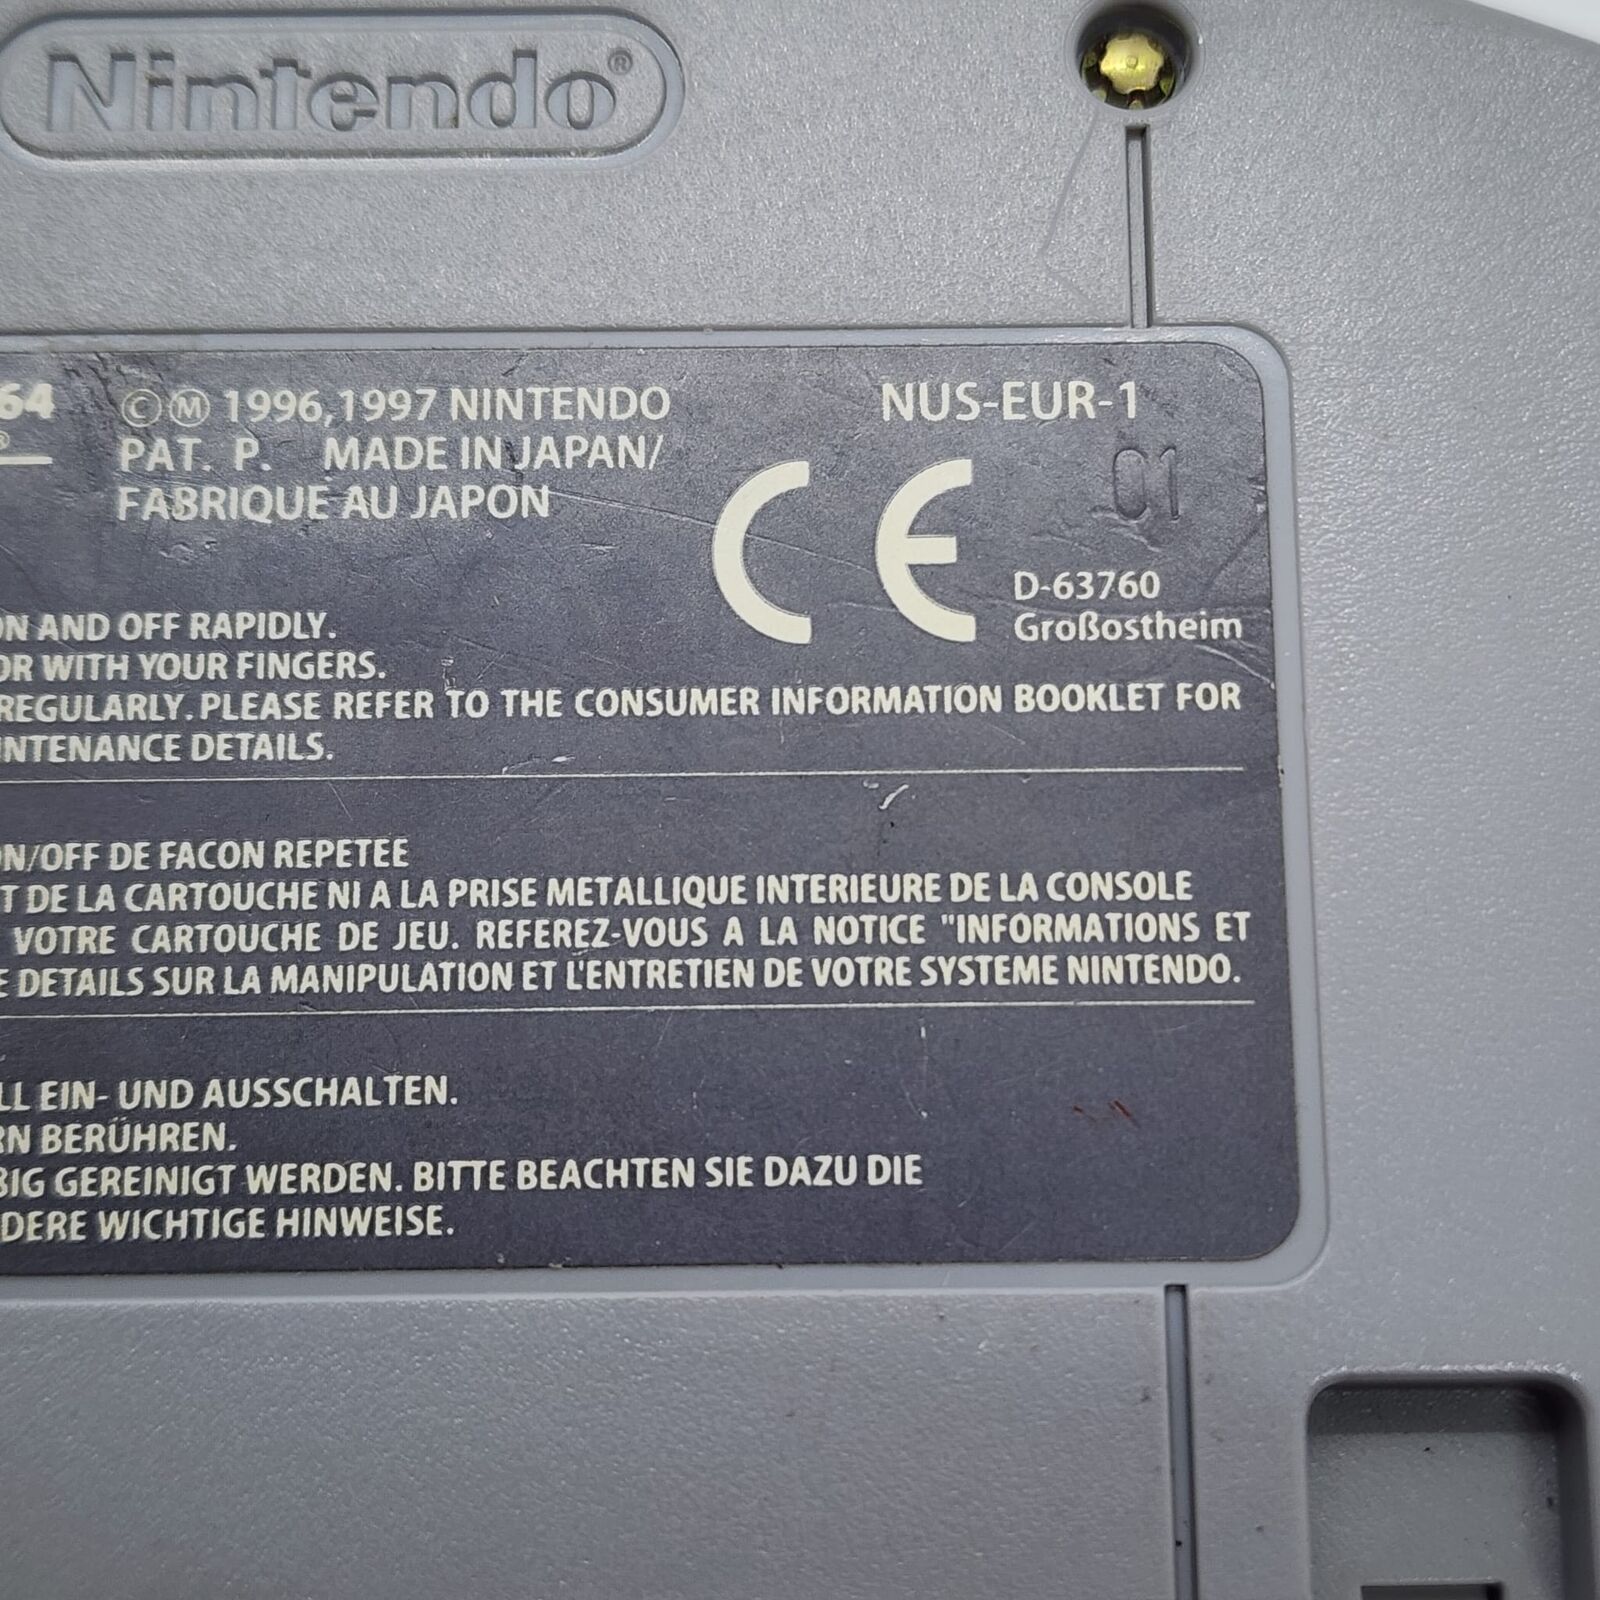 Nintendo®
64
®
©Ⓜ 1996,1997 NINTENDO
PAT. P. MADE IN JAPAN/
FABRIQUE AU JAPON
NUS-EUR-1
01
CE
D-63760
Großostheim
ON AND OFF RAPIDLY.
OR WITH YOUR FINGERS.
REGULARLY. PLEASE REFER TO THE CONSUMER INFORMATION BOOKLET FOR
INTENANCE DETAILS.
ON/OFF DE FACON REPETEE
T DE LA CARTOUCHE NI A LA PRISE METALLIQUE INTERIEURE DE LA CONSOLE
VOTRE CARTOUCHE DE JEU. REFEREZ-VOUS A LA NOTICE "INFORMATIONS ET
E DETAILS SUR LA MANIPULATION ET L'ENTRETIEN DE VOTRE SYSTEME NINTENDO.
LL EIN- UND AUSSCHALTEN.
RN BERÜHREN.
ßIG GEREINIGT WERDEN. BITTE BEACHTEN SIE DAZU DIE
DERE WICHTIGE HINWEISE.